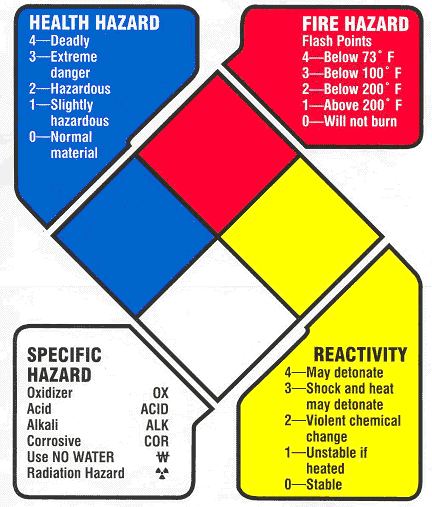 HEALTH HAZARD
4—Deadly
3—Extreme
danger
2—Hazardous
1—Slightly
hazardous
0—Normal
material
FIRE HAZARD
Flash Points
4—Below 73° F
3—Below 100° F
2—Below 200° F
1—Above 200° F
0—Will not burn
SPECIFIC
HAZARD
Oxidizer OX
Acid ACID
Alkali ALK
Corrosive COR
Use NO WATER W
Radiation Hazard ☢
REACTIVITY
4—May detonate
3—Shock and heat
may detonate
2—Violent chemical
change
1—Unstable if
heated
0—Stable